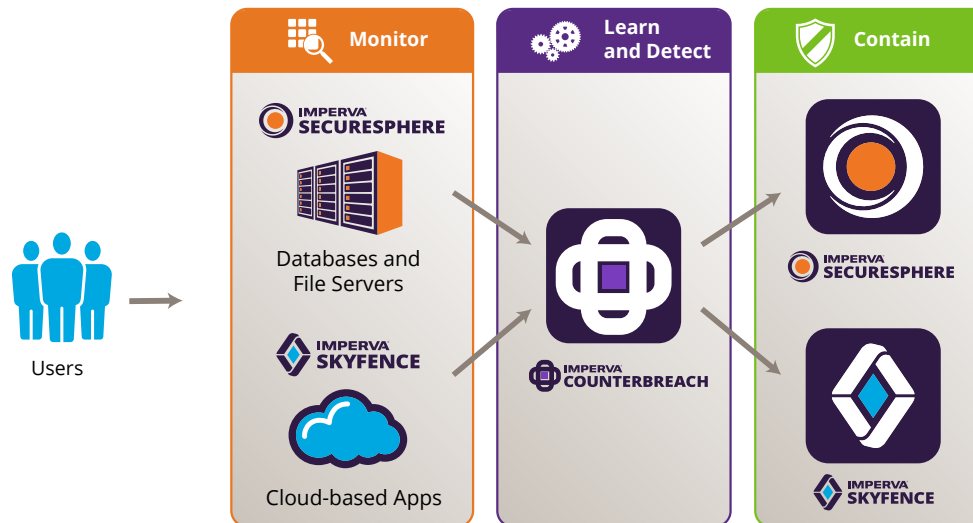 Monitor
Learn
and Detect
Contain
IMPERVA
SECURESPHERE
Databases and
File Servers
Users
IMPERVA
SKYFENCE
Cloud-based Apps
IMPERVA
COUNTERBREACH
IMPERVA
SECURESPHERE
IMPERVA
SKYFENCE